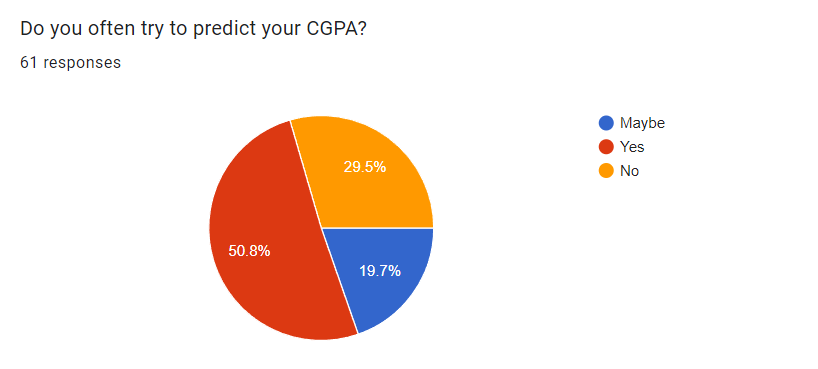 Do you often try to predict your CGPA?
61 responses
Maybe
Yes
No
29.5%
50.8%
19.7%